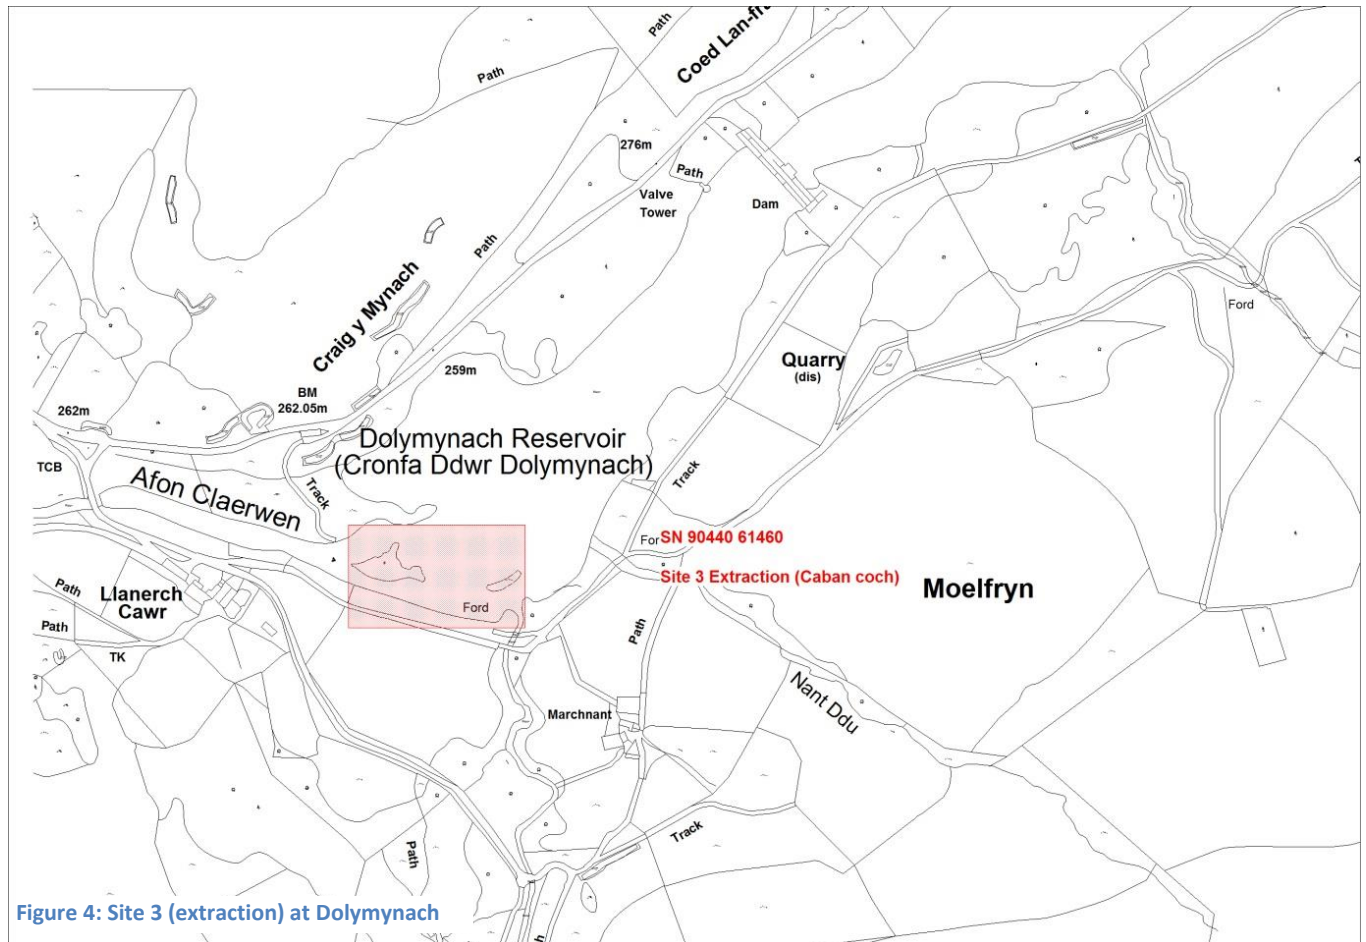 Path
Coed Lan-fr
Path
276m
Path
Valve
Tower
Dam
Path
Ford
Craig y Mynach
259m
Quarry
(dis)
BM
262.05m
262m
Dolymynach Reservoir
(Cronfa Ddwr Dolymynach)
TCB
Afon Claerwen
Track
Track
For
SN 90440 61460
Site 3 Extraction (Caban coch)
Moelfryn
Path
Llanerch
Cawr
Ford
Path
TK
Path
Marchnant
Nant Ddu
Track
Path
Figure 4: Site 3 (extraction) at Dolymynach